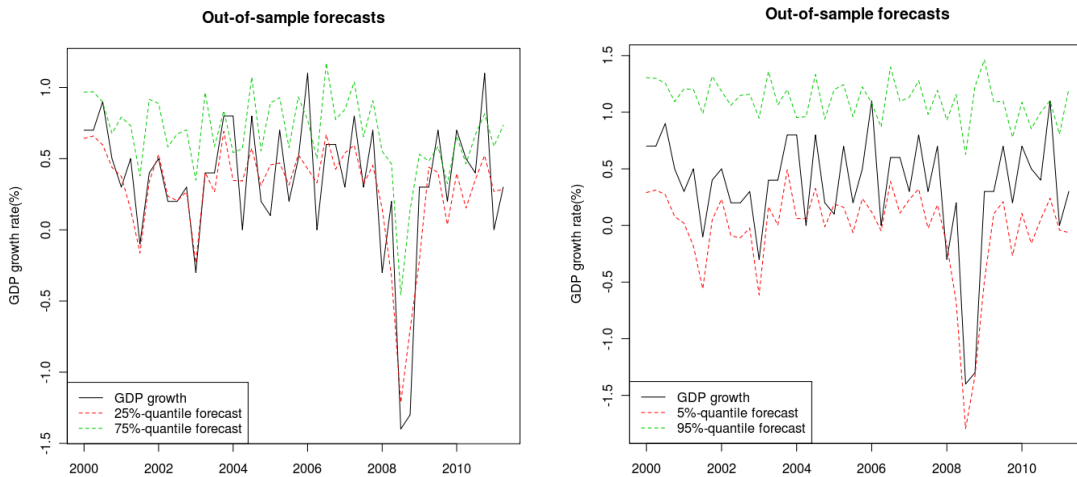 Out-of-sample forecasts
GDP growth rate(%)
1.0
0.5
0.0
-0.5
-1.0
-1.5
GDP growth
25%-quantile forecast
75%-quantile forecast
2000 2002 2004 2006 2008 2010
Out-of-sample forecasts
GDP growth rate(%)
1.5
1.0
0.5
0.0
-0.5
-1.0
-1.5
GDP growth
5%-quantile forecast
95%-quantile forecast
2000 2002 2004 2006 2008 2010